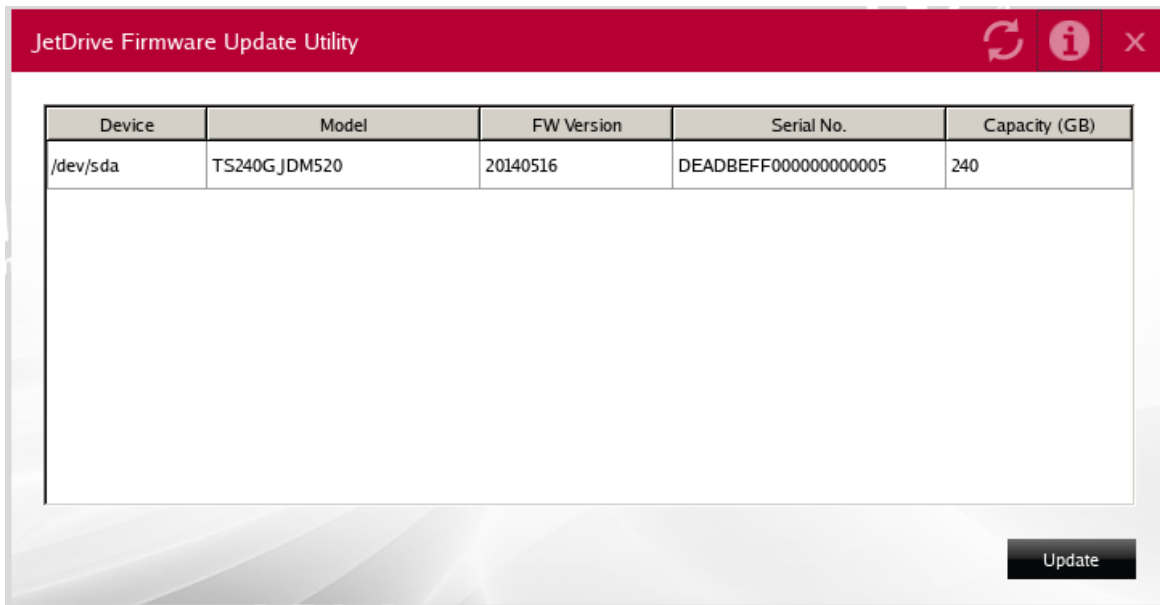 JetDrive Firmware Update Utility
Device Model FW Version Serial No. Capacity (GB)
/dev/sda TS240GJDM520 20140516 DEADBEFF000000000005 240
Update